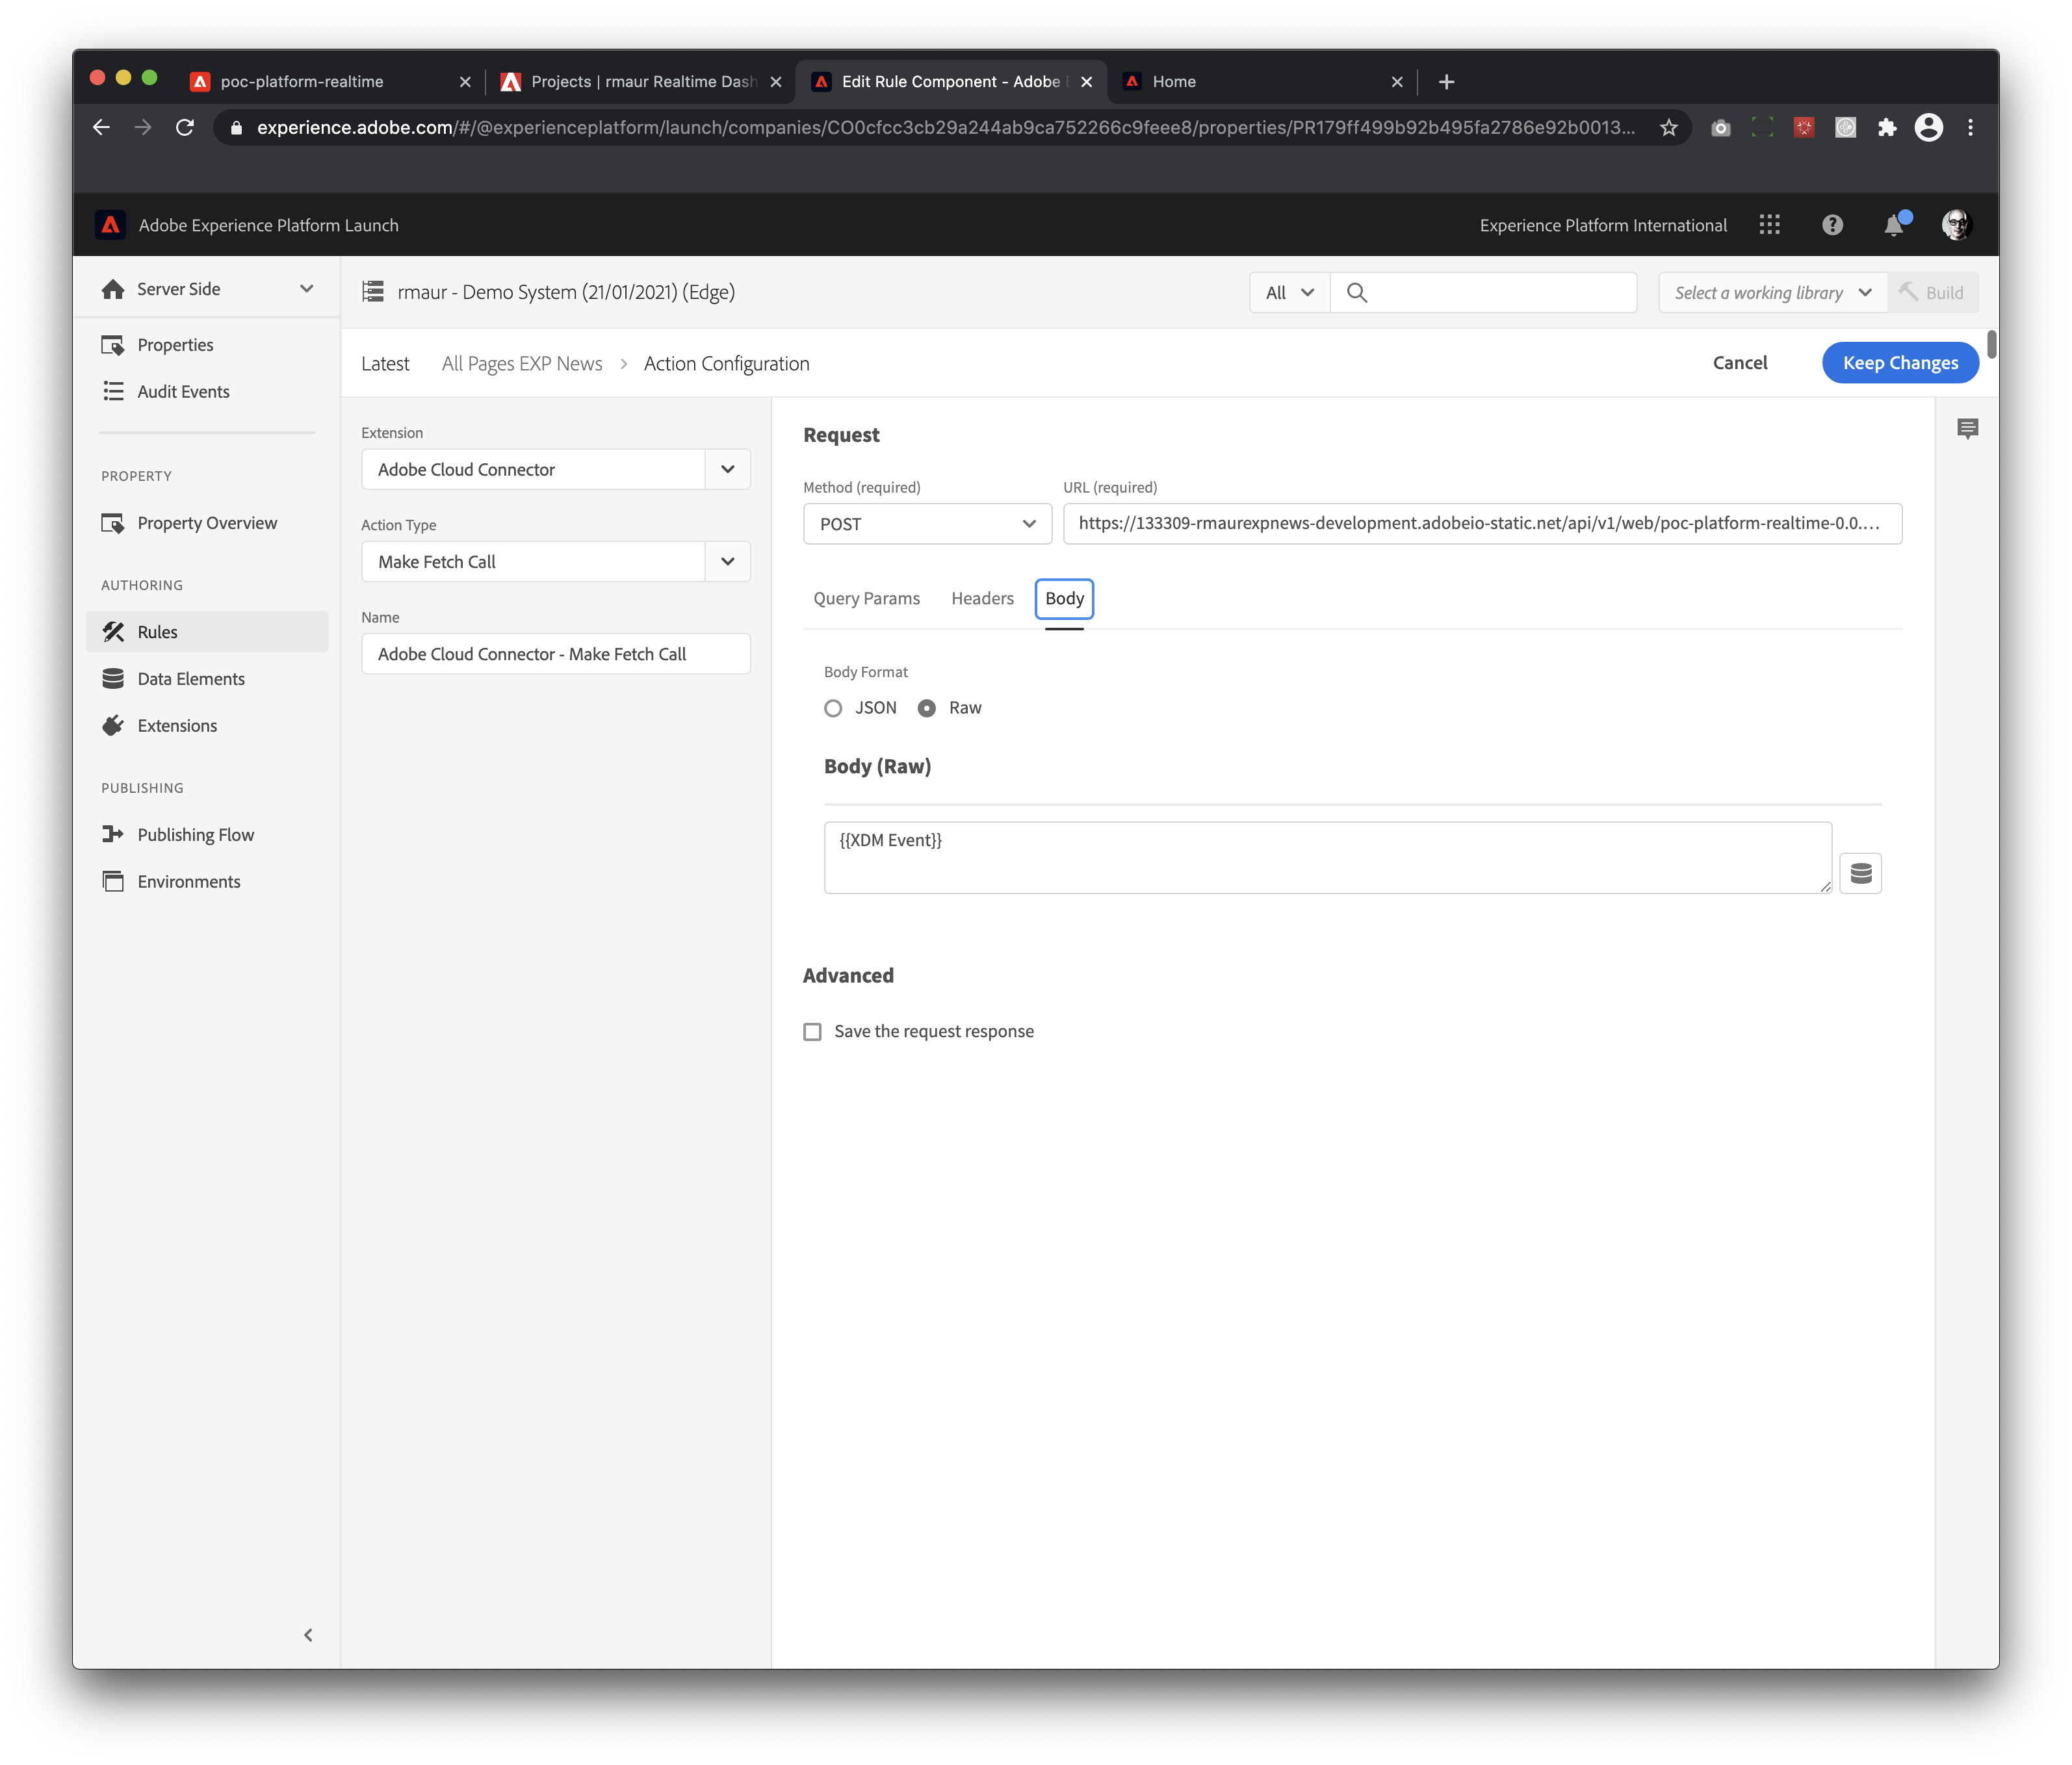 poc-platform-realtime
Projects | rmaur Realtime Dash
Edit Rule Component - Adobe
Home
experience.adobe.com/#/@experienceplatform/launch/companies/CO0cfcc3cb29a244ab9ca752266c9feee8/properties/PR179ff499b92b495fa2786e92b0013...
Adobe Experience Platform Launch
Experience Platform International
Server Side
rmaur - Demo System (21/01/2021) (Edge)
All
Select a working library
Build
Properties
Audit Events
Latest
All Pages EXP News > Action Configuration
Cancel
Keep Changes
PROPERTY
Property Overview
AUTHORING
Rules
Data Elements
Extensions
PUBLISHING
Publishing Flow
Environments
Extension
Adobe Cloud Connector
Action Type
Make Fetch Call
Name
Adobe Cloud Connector - Make Fetch Call
Request
Method (required)
URL (required)
POST
https://133309-rmaurexpnews-development.adobeio-static.net/api/v1/web/poc-platform-realtime-0.0....
Query Params
Headers
Body
Body Format
JSON
Raw
Body (Raw)
{{XDM Event}}
Advanced
Save the request response